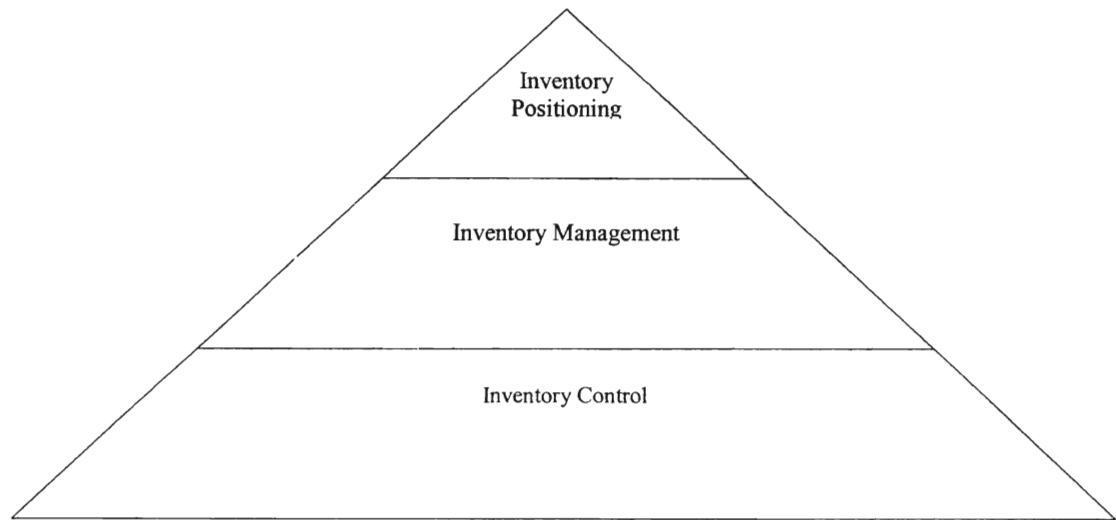 Inventory
Positioning
Inventory Management
Inventory Control